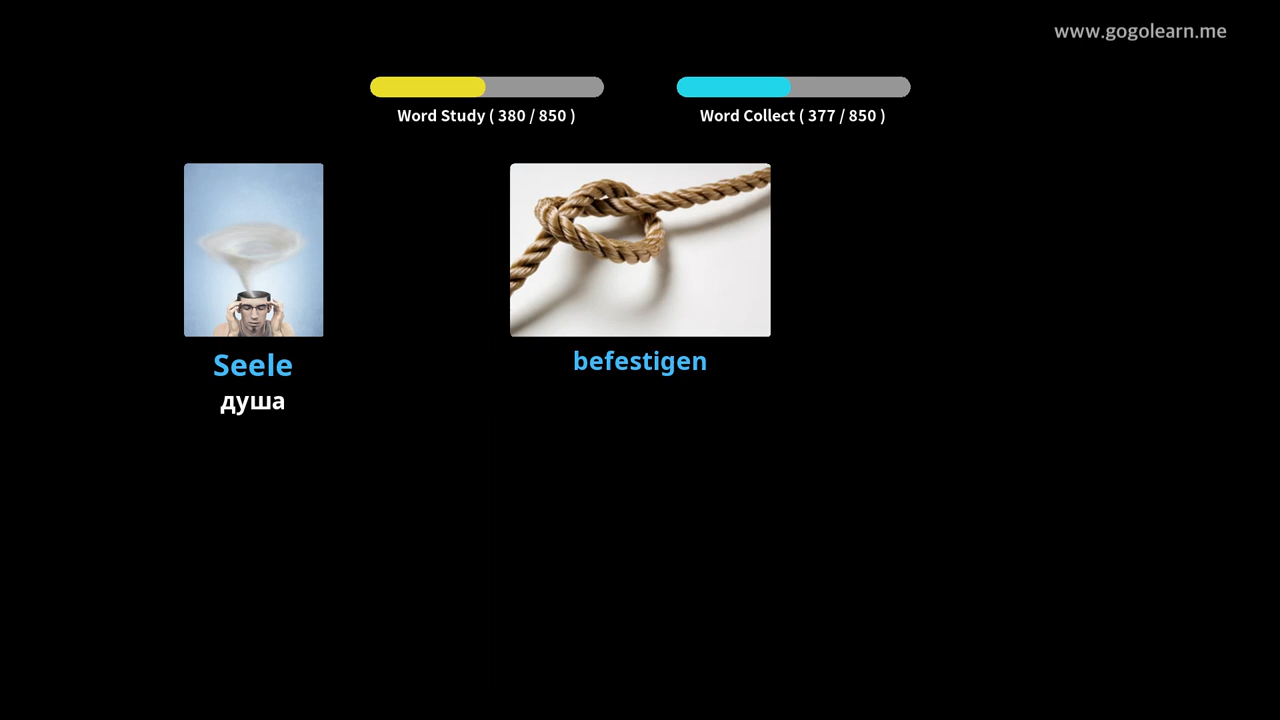 www.gogolearn.me
Word Study ( 380 / 850 )
Word Collect ( 377 / 850 )
Seele
душа
befestigen